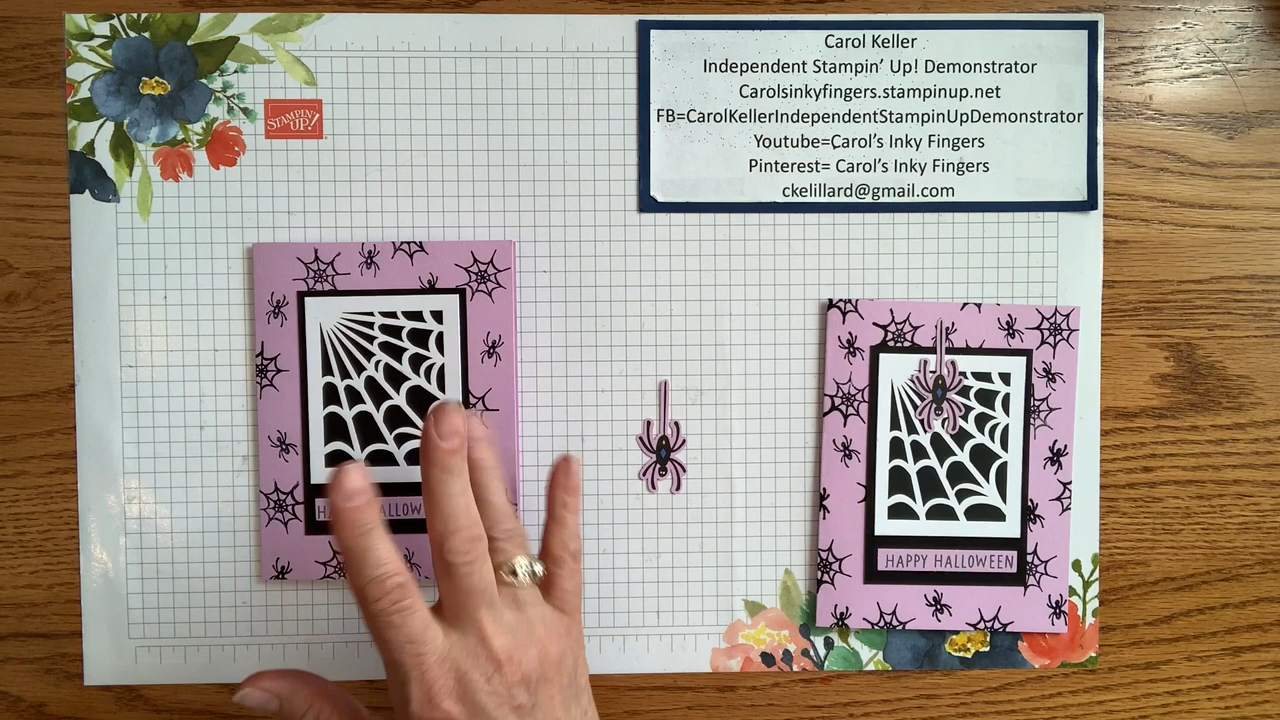 STAMPIN' UP!
Carol Keller
Independent Stampin' Up! Demonstrator
Carolsinkyfingers.stampinup.net
FB=CarolKellerIndependentStampinUpDemonstrator
Youtube=Carol's Inky Fingers
Pinterest= Carol's Inky Fingers
ckelillard@gmail.com
HAPPY HALLOWEEN